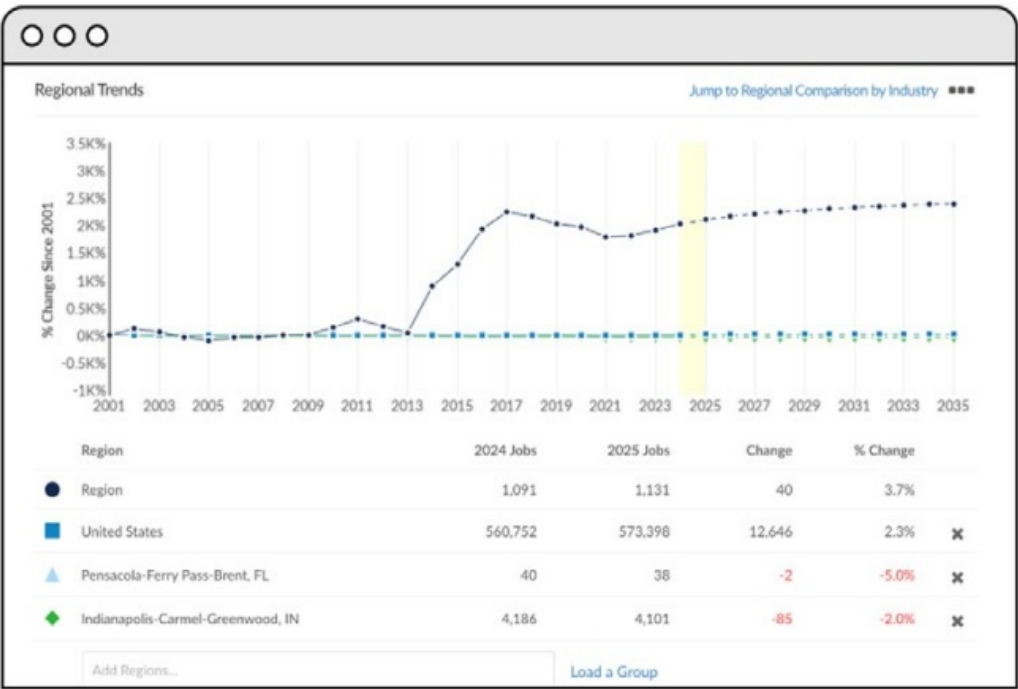 Regional Trends
Jump to Regional Comparison by Industry
% Change Since 2001
3.5K%
3K%
2.5K%
2K%
1.5K%
1K%
0.5K%
0K%
-0.5K%
-1K%
2001 2003 2005 2007 2009 2011 2013 2015 2017 2019 2021 2023 2025 2027 2029 2031 2033 2035
Region 2024 Jobs 2025 Jobs Change % Change
Region 1,091 1,131 40 3.7%
United States 560,752 573,398 12,646 2.3%
Pensacola-Ferry Pass-Brent, FL 40 38 -2 -5.0%
Indianapolis-Carmel-Greenwood, IN 4,186 4,101 -85 -2.0%
Add Regions... Load a Group